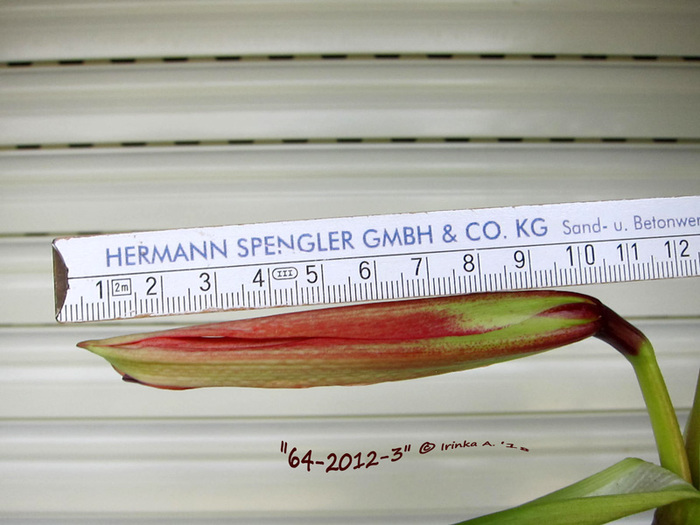 HERMANN SPENGLER GMBH & CO. KG Sand- u. Betonwer
1 2m 2 3 4 III 5 6 7 8 9 10 11 12
"64-2012-3" © Irinka A.